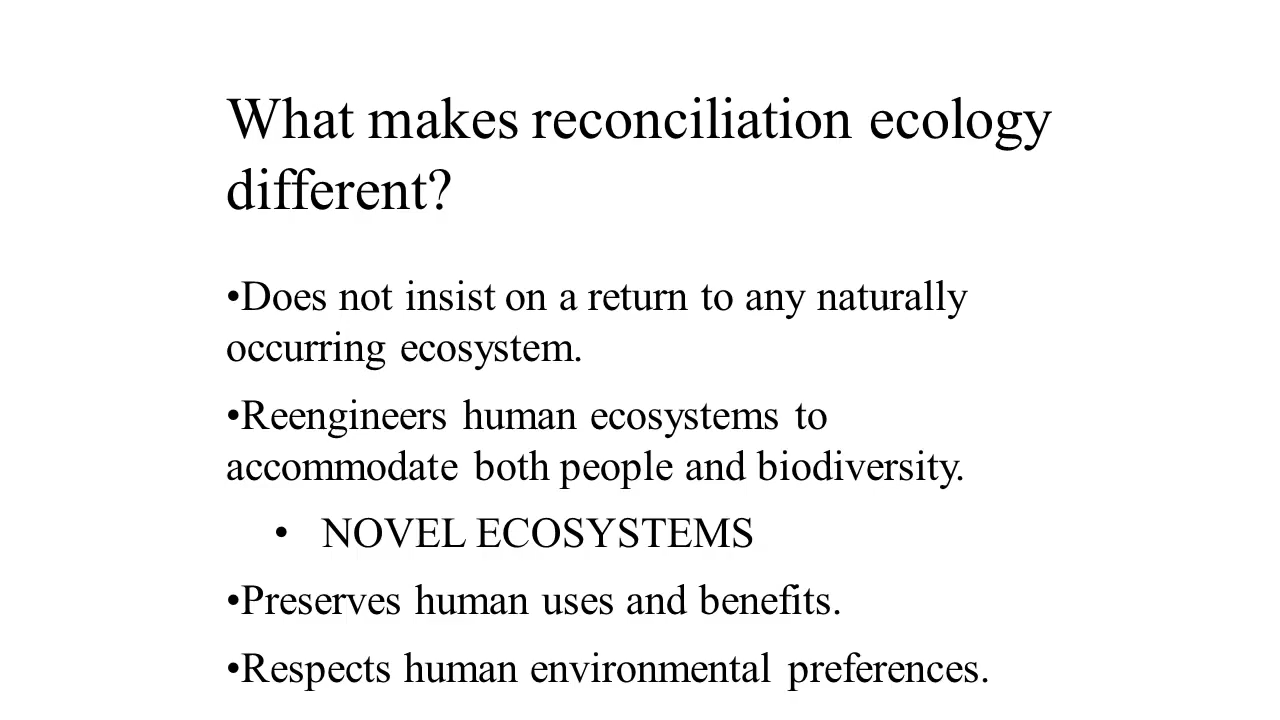 What makes reconciliation ecology
different?
•Does not insist on a return to any naturally
occurring ecosystem.
•Reengineers human ecosystems to
accommodate both people and biodiversity.
• NOVEL ECOSYSTEMS
•Preserves human uses and benefits.
•Respects human environmental preferences.